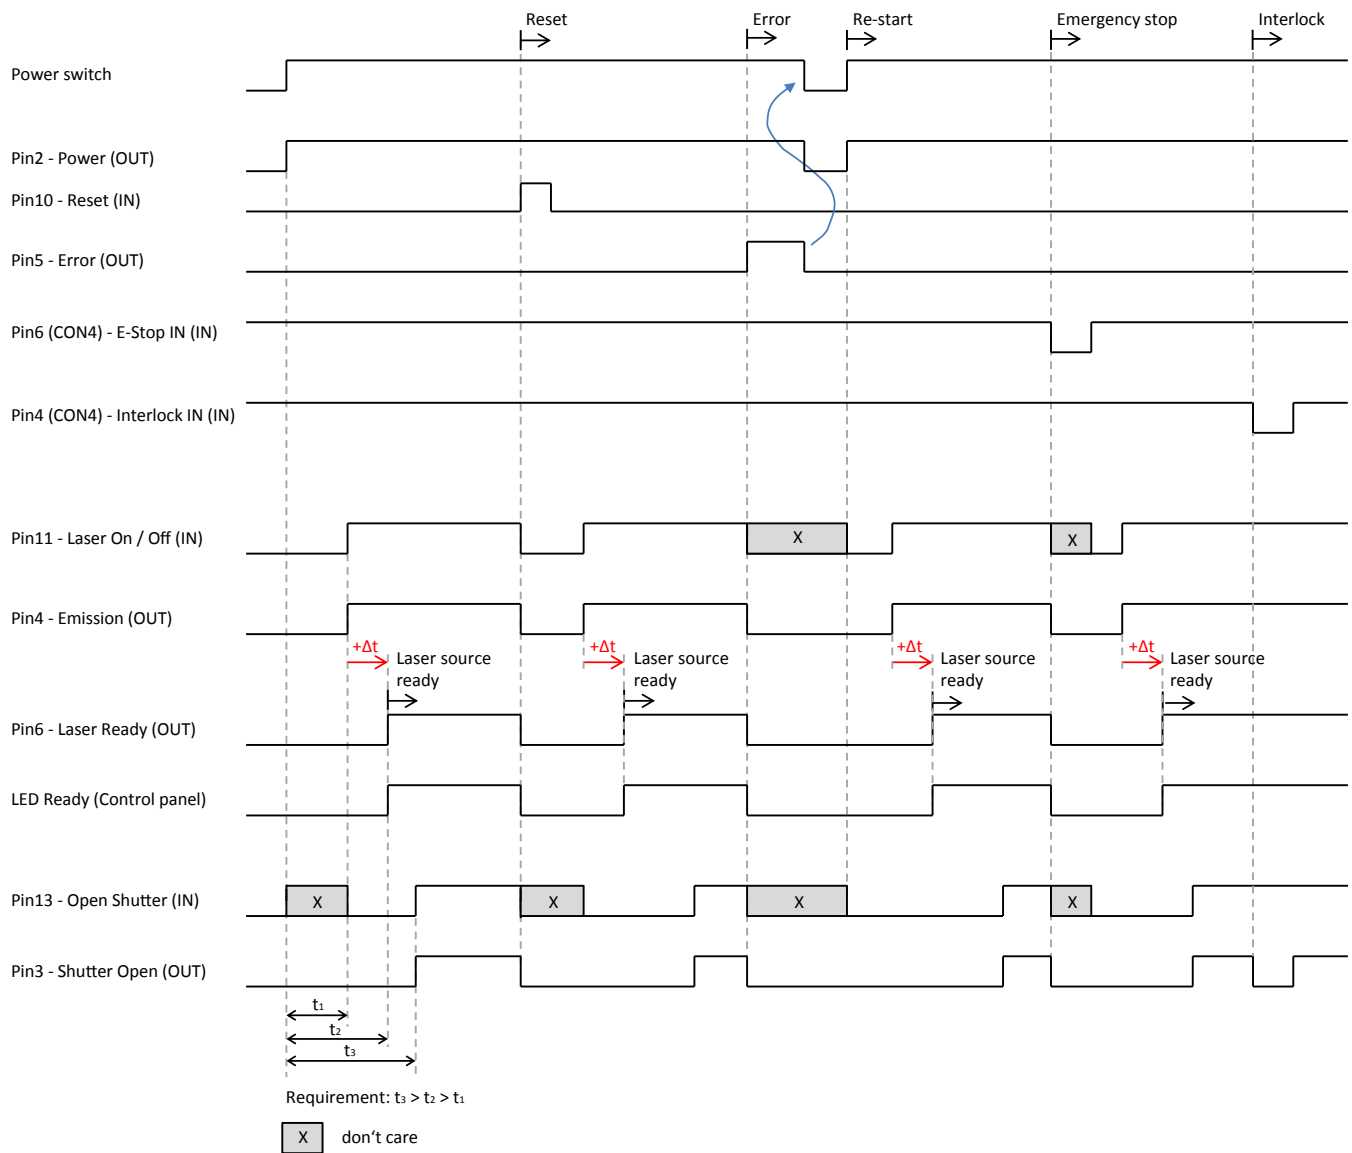 Reset
Error
Re-start
Emergency stop
Interlock
Power switch
Pin2 - Power (OUT)
Pin10 - Reset (IN)
Pin5 - Error (OUT)
Pin6 (CON4) - E-Stop IN (IN)
Pin4 (CON4) - Interlock IN (IN)
Pin11 - Laser On / Off (IN)
X
X
Pin4 - Emission (OUT)
+Δt
Laser source
ready
+Δt
Laser source
ready
+Δt
Laser source
ready
+Δt
Laser source
ready
Pin6 - Laser Ready (OUT)
LED Ready (Control panel)
Pin13 - Open Shutter (IN)
X
X
X
X
Pin3 - Shutter Open (OUT)
t₁
t₂
t₃
Requirement: t₃ > t₂ > t₁
X
don‘t care